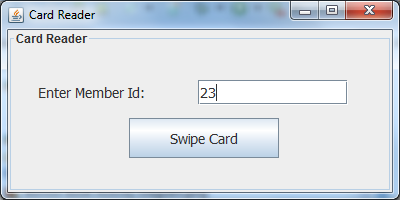 Card Reader
Card Reader
Enter Member Id: 23
Swipe Card